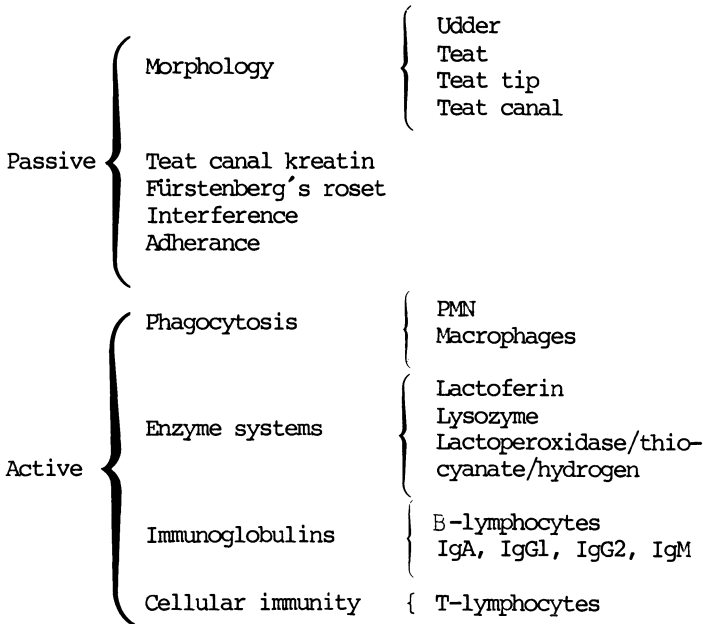 Passive
Morphology
Udder
Teat
Teat tip
Teat canal
Teat canal kreatin
Fürstenberg´s roset
Interference
Adherance
Active
Phagocytosis
PMN
Macrophages
Enzyme systems
Lactoferin
Lysozyme
Lactoperoxidase/thio-
cyanate/hydrogen
Immunoglobulins
B-lymphocytes
IgA, IgG1, IgG2, IgM
Cellular immunity
T-lymphocytes